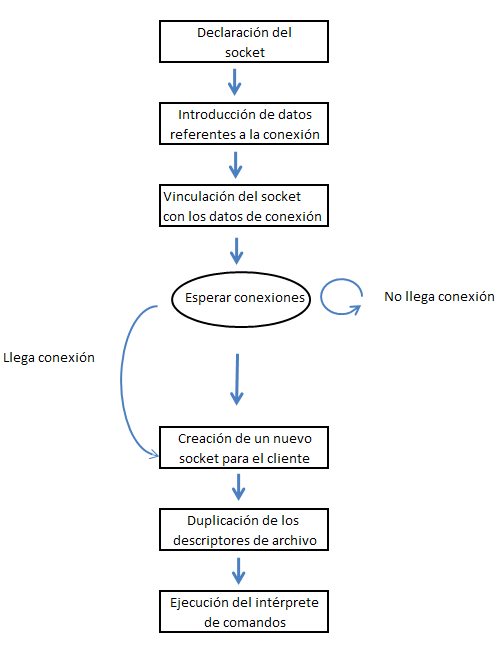 Declaración del
socket
Introducción de datos
referentes a la conexión
Vinculación del socket
con los datos de conexión
Esperar conexiones
No llega conexión
Llega conexión
Creación de un nuevo
socket para el cliente
Duplicación de los
descriptores de archivo
Ejecución del intérprete
de comandos